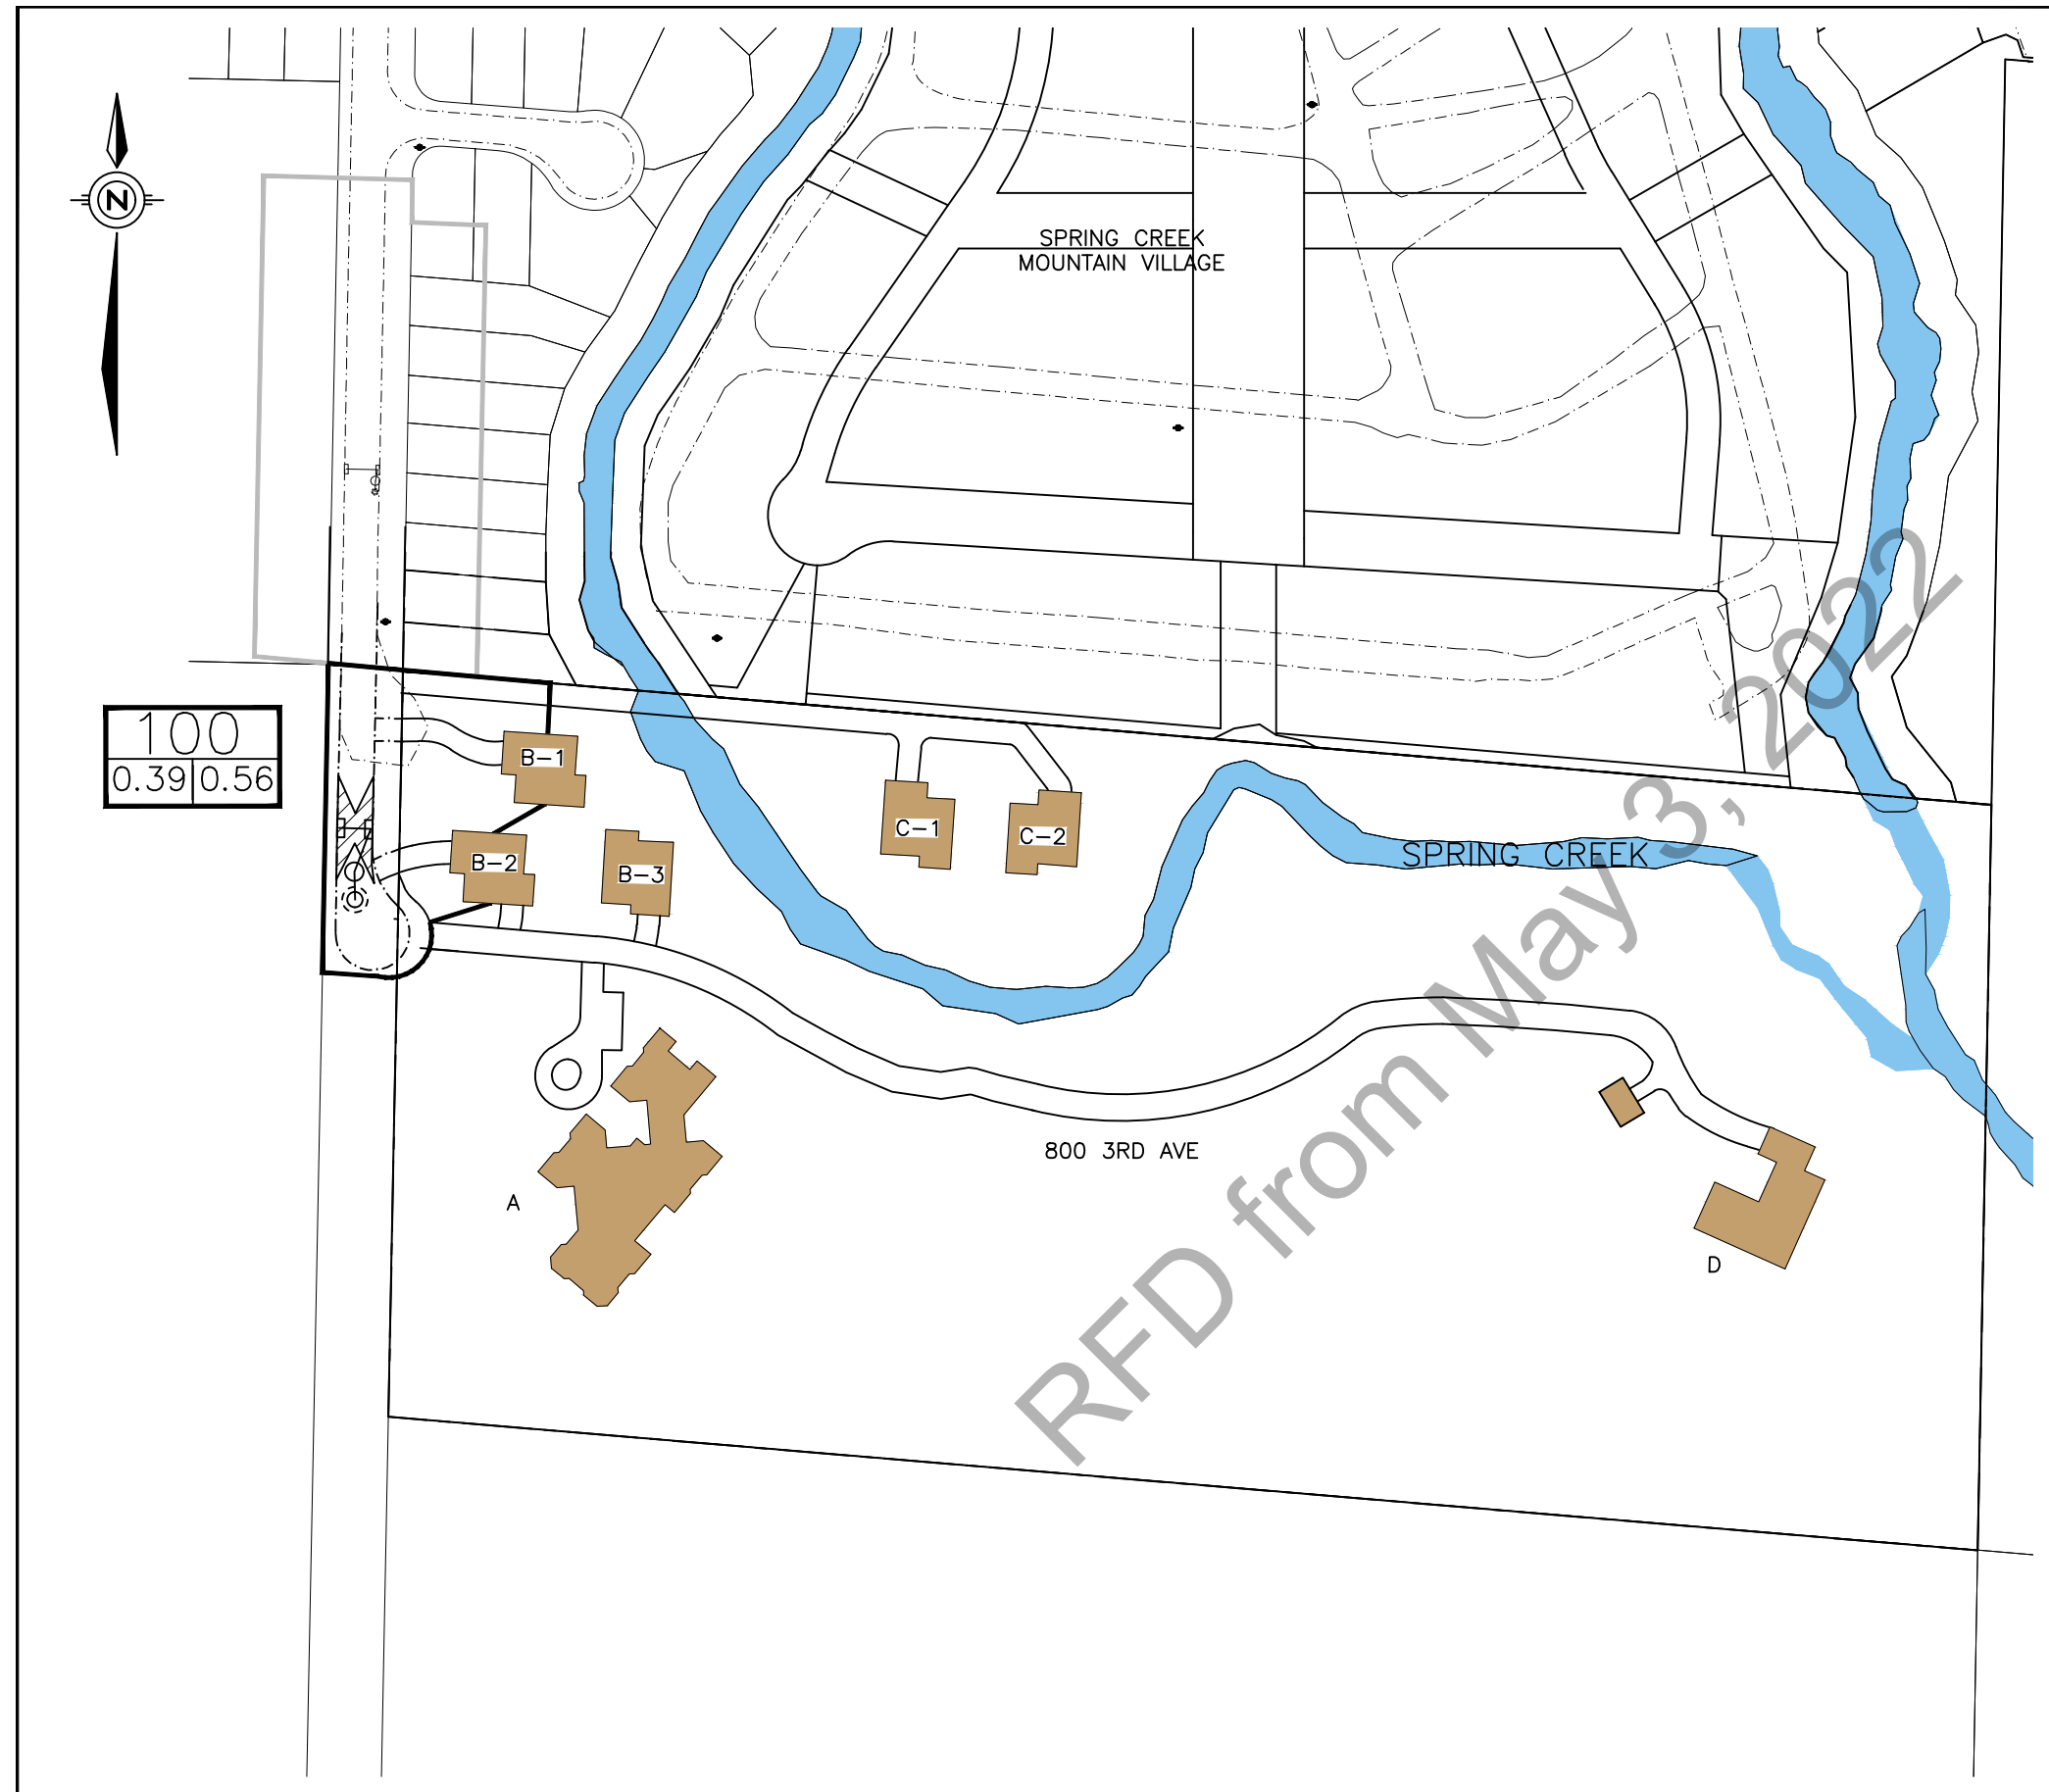 N
SPRING CREEK
MOUNTAIN VILLAGE
100
0.39 0.56
B-1
B-2
B-3
C-1
C-2
SPRING CREEK
800 3RD AVE
A
D
RFD from May 3, 2022